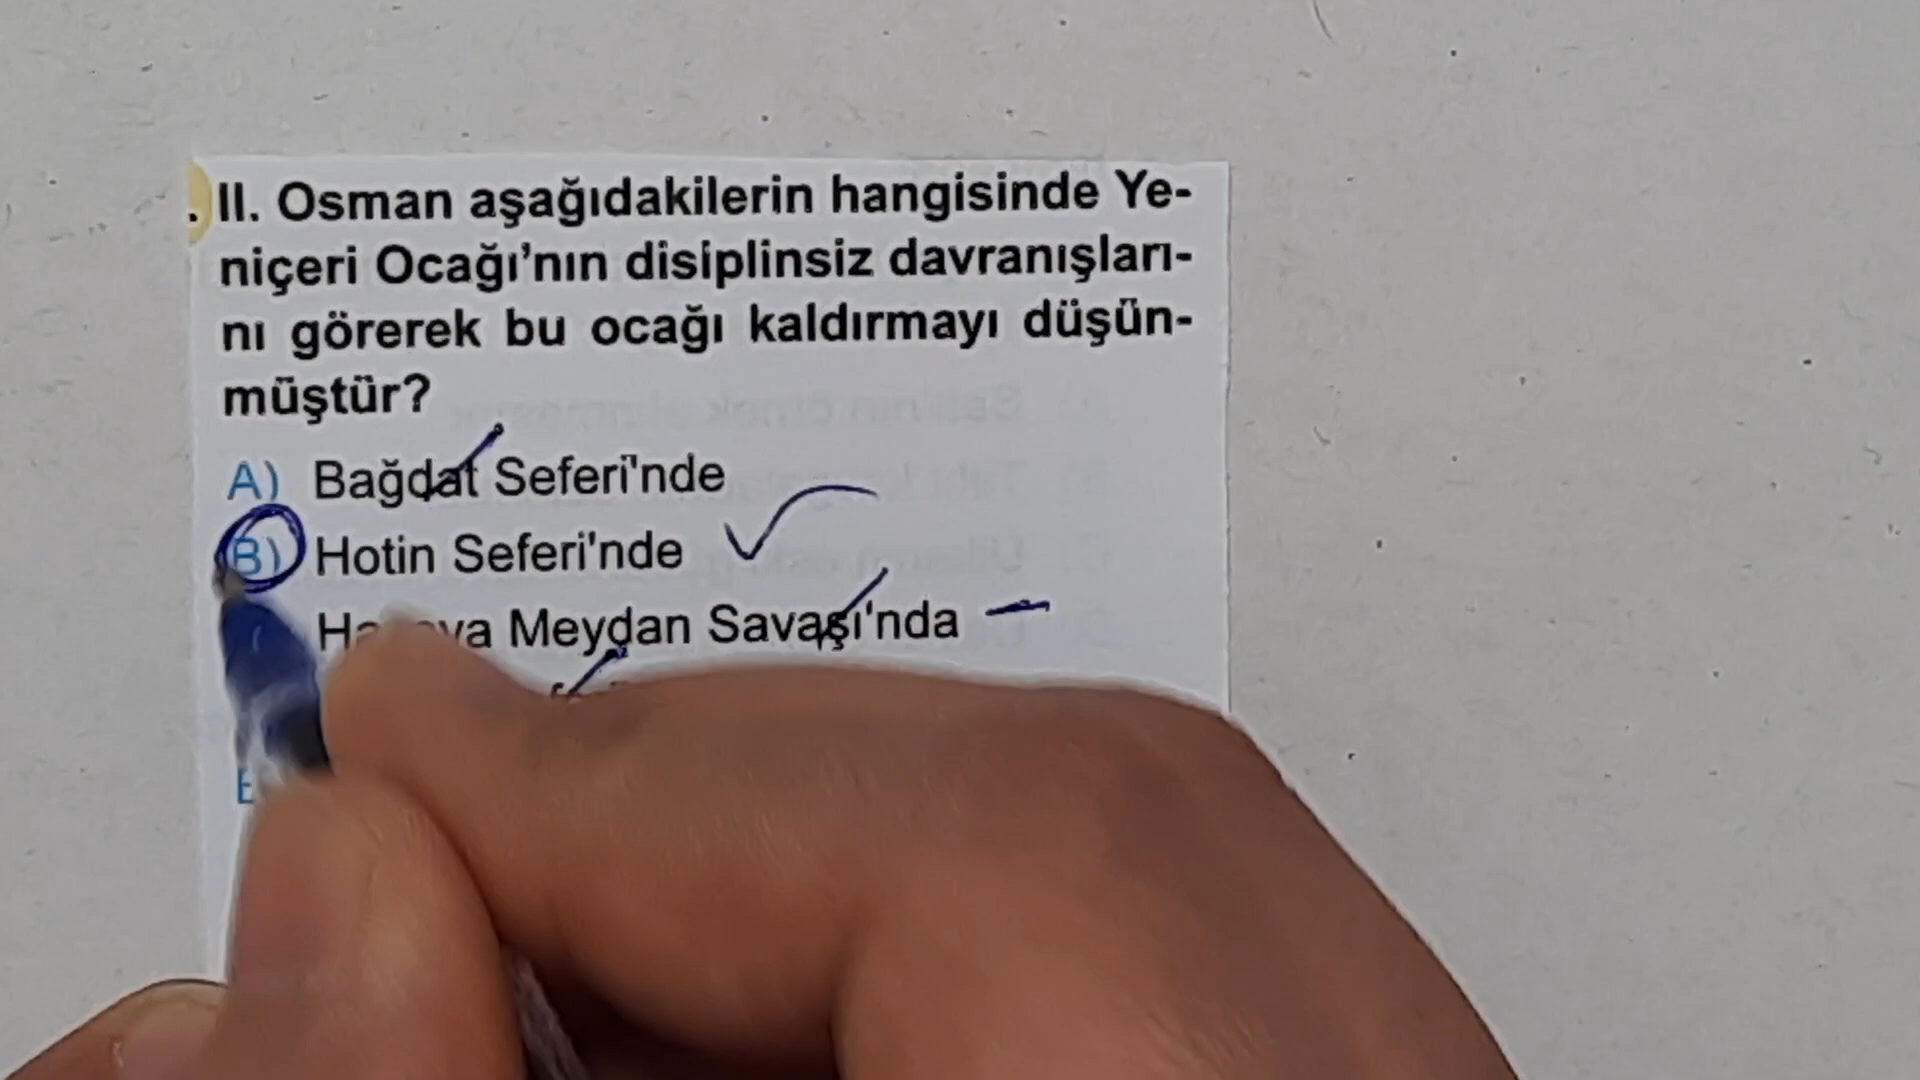 . II. Osman aşağıdakilerin hangisinde Ye-
niçeri Ocağı'nın disiplinsiz davranışları-
nı görerek bu ocağı kaldırmayı düşün-
müştür?
A) Bağdat Seferi'nde
B) Hotin Seferi'nde
Meydan Savaşı'nda
E